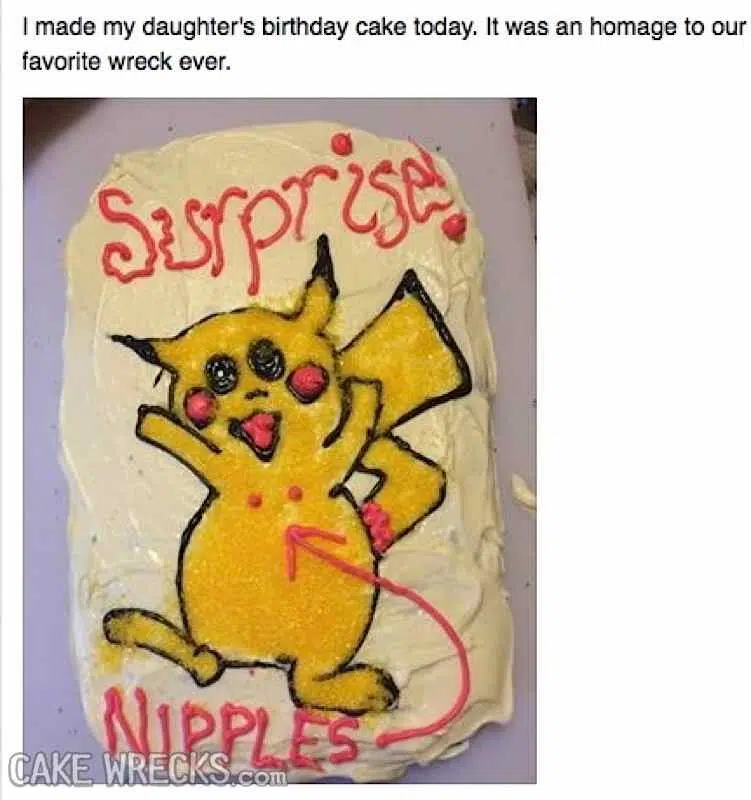 I made my daughter's birthday cake today. It was an homage to our
favorite wreck ever.
Surprise!
NIPPLES
CAKE WRECKS.com